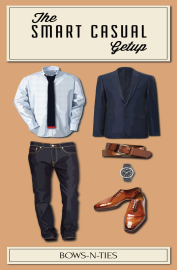 The
SMART CASUAL
Getup
BOWS-N-TIES